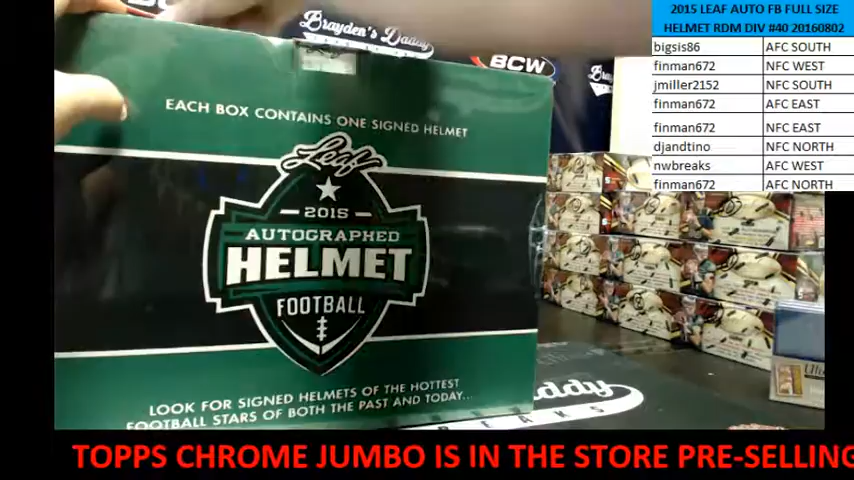 2015 LEAF AUTO FB FULL SIZE
HELMET RDM DIV #40 20160802
bigsis86 AFC SOUTH
finman672 NFC WEST
jmiller2152 NFC SOUTH
finman672 AFC EAST
finman672 NFC EAST
djandtino NFC NORTH
nwbreaks AFC WEST
finman672 AFC NORTH
Brayden's Daddy
BCW
EACH BOX CONTAINS ONE SIGNED HELMET
Leaf
2015
AUTOGRAPHED
HELMET
FOOTBALL
LOOK FOR SIGNED HELMETS OF THE HOTTEST
FOOTBALL STARS OF BOTH THE PAST AND TODAY...
Daddy
BREAKS
TOPPS CHROME JUMBO IS IN THE STORE PRE-SELLING